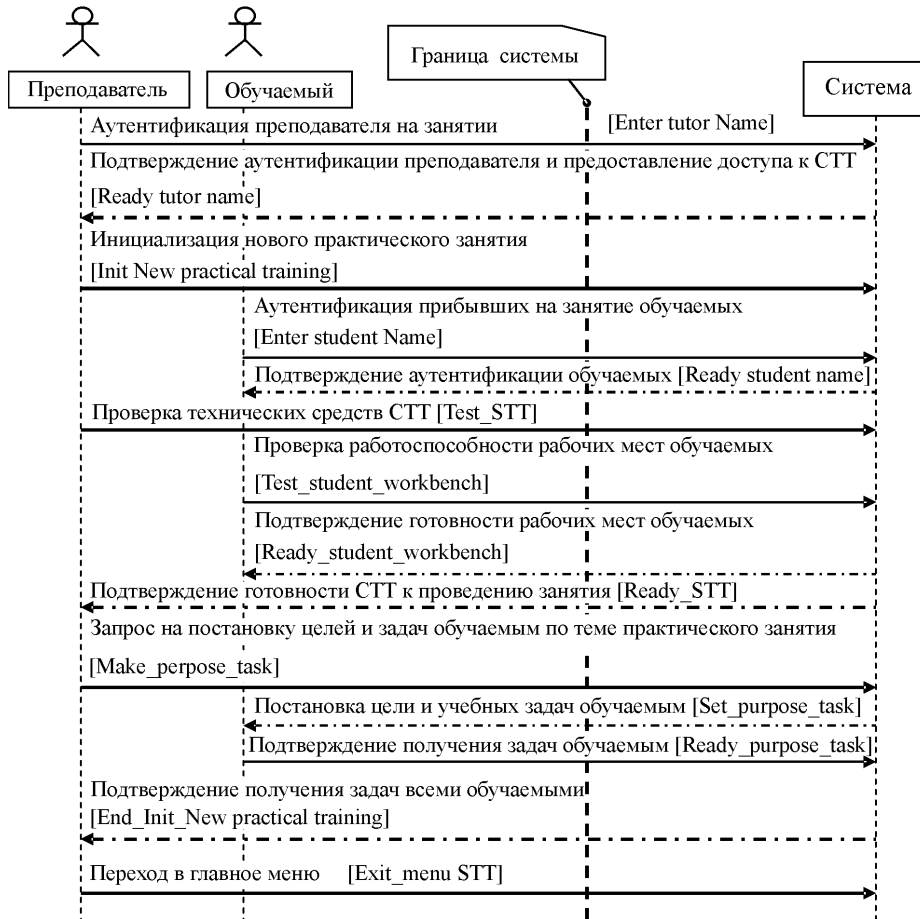 Граница системы
Преподаватель
Обучаемый
Система
Аутентификация преподавателя на занятии [Enter tutor Name]
Подтверждение аутентификации преподавателя и предоставление доступа к СТТ
[Ready tutor name]
Инициализация нового практического занятия
[Init New practical training]
Аутентификация прибывших на занятие обучаемых
[Enter student Name]
Подтверждение аутентификации обучаемых [Ready student name]
Проверка технических средств СТТ [Test_STT]
Проверка работоспособности рабочих мест обучаемых
[Test_student_workbench]
Подтверждение готовности рабочих мест обучаемых
[Ready_student_workbench]
Подтверждение готовности СТТ к проведению занятия [Ready_STT]
Запрос на постановку целей и задач обучаемым по теме практического занятия
[Make_perpose_task]
Постановка цели и учебных задач обучаемым [Set_purpose_task]
Подтверждение получения задач обучаемым [Ready_purpose_task]
Подтверждение получения задач всеми обучаемыми
[End_Init_New practical training]
Переход в главное меню [Exit_menu STT]